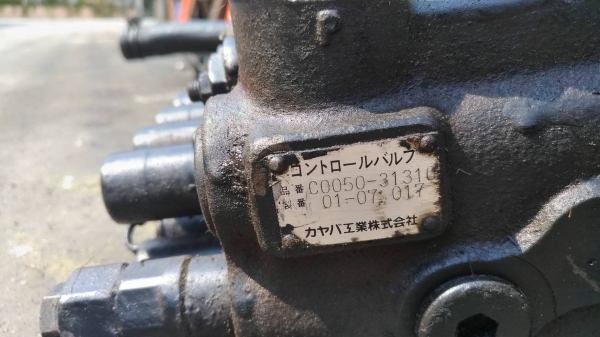 P
コントロールバルブ
品番 C0050-31310
製番 01-07 017
カヤバ工業株式会社